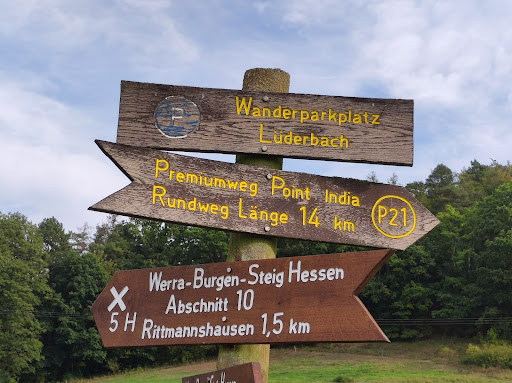 P
Wanderparkplatz
Lüderbach
Premiumweg Point India
Rundweg Länge 14 km
P21
Werra-Burgen-Steig Hessen
X
Abschnitt 10
5 H Rittmannshausen 1,5 km